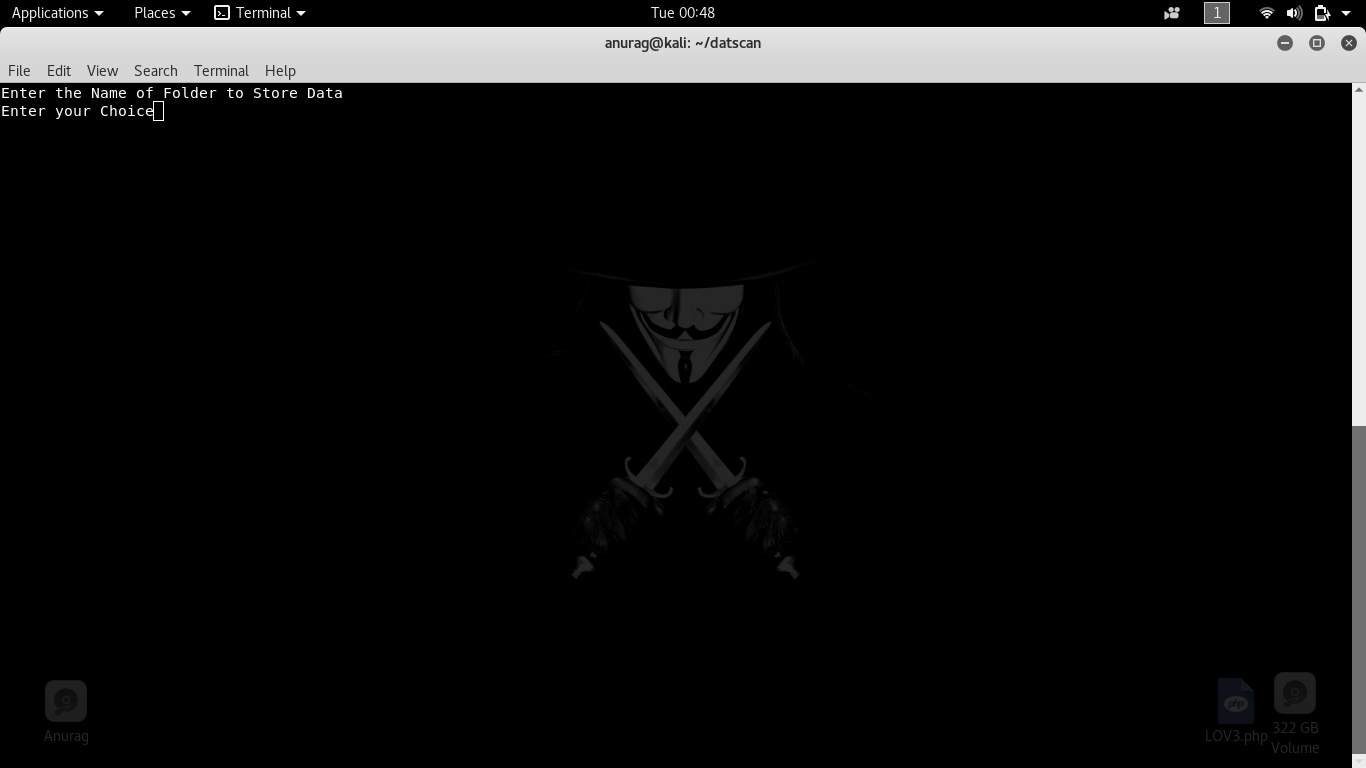 Applications Places Terminal Tue 00:48 1
anurag@kali: ~/datscan
File Edit View Search Terminal Help
Enter the Name of Folder to Store Data
Enter your Choice
php
Anurag
LOV3.php
322 GB
Volume